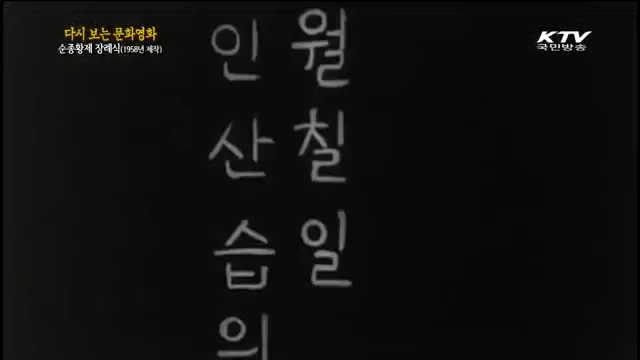 다시 보는 문화영화
순종황제 장례식(1958년 제작)
KTV
국민방송
월칠일
인산습의